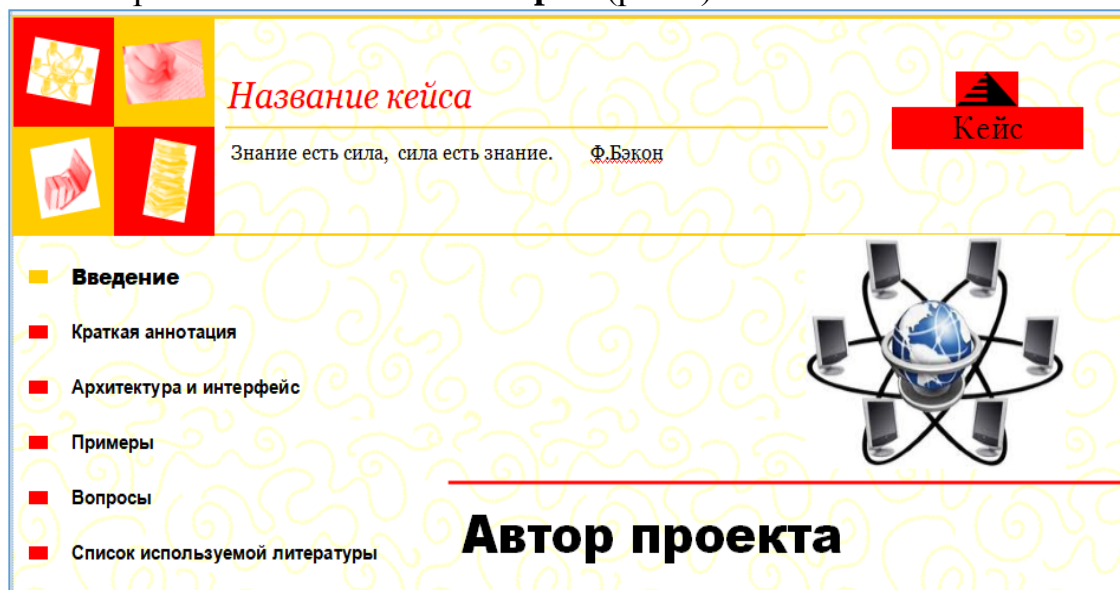 Название кейса
Кейс
Знание есть сила, сила есть знание. Ф.Бэкон
Введение
Краткая аннотация
Архитектура и интерфейс
Примеры
Вопросы
Список используемой литературы
Автор проекта